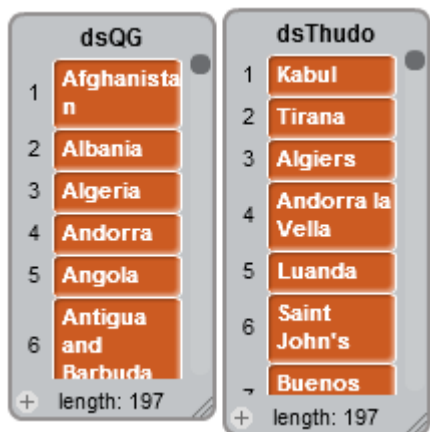 dsQG
1 Afghanista
n
2 Albania
3 Algeria
4 Andorra
5 Angola
6 Antigua
and
Barbuda
+ length: 197
dsThudo
1 Kabul
2 Tirana
3 Algiers
4 Andorra la
Vella
5 Luanda
6 Saint
John's
Buenos
+ length: 197